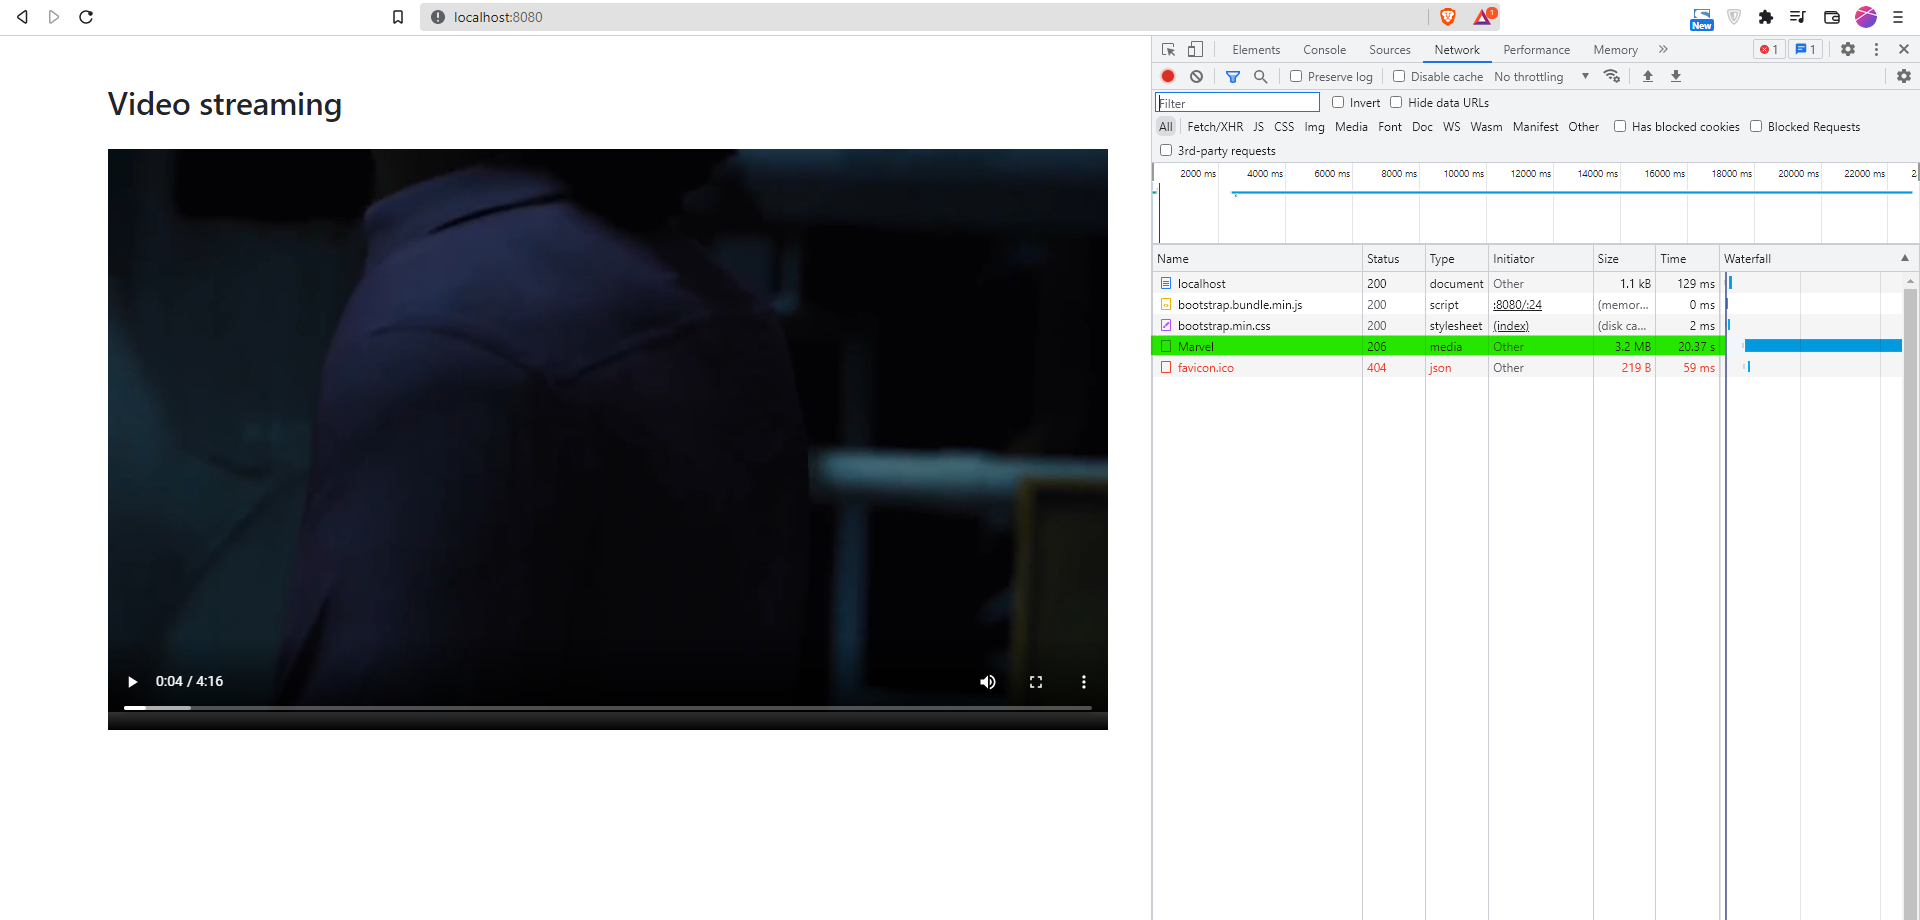 localhost:8080
1
New
Video streaming
0:04 / 4:16
Elements Console Sources Network Performance Memory » 1 1
Preserve log Disable cache No throttling
Filter Invert Hide data URLs
All Fetch/XHR JS CSS Img Media Font Doc WS Wasm Manifest Other Has blocked cookies Blocked Requests
3rd-party requests
2000 ms 4000 ms 6000 ms 8000 ms 10000 ms 12000 ms 14000 ms 16000 ms 18000 ms 20000 ms 22000 ms 2
Name Status Type Initiator Size Time Waterfall
localhost 200 document Other 1.1 kB 129 ms
bootstrap.bundle.min.js 200 script :8080/:24 (memor... 0 ms
bootstrap.min.css 200 stylesheet (index) (disk ca... 2 ms
Marvel 206 media Other 3.2 MB 20.37 s
favicon.ico 404 json Other 219 B 59 ms